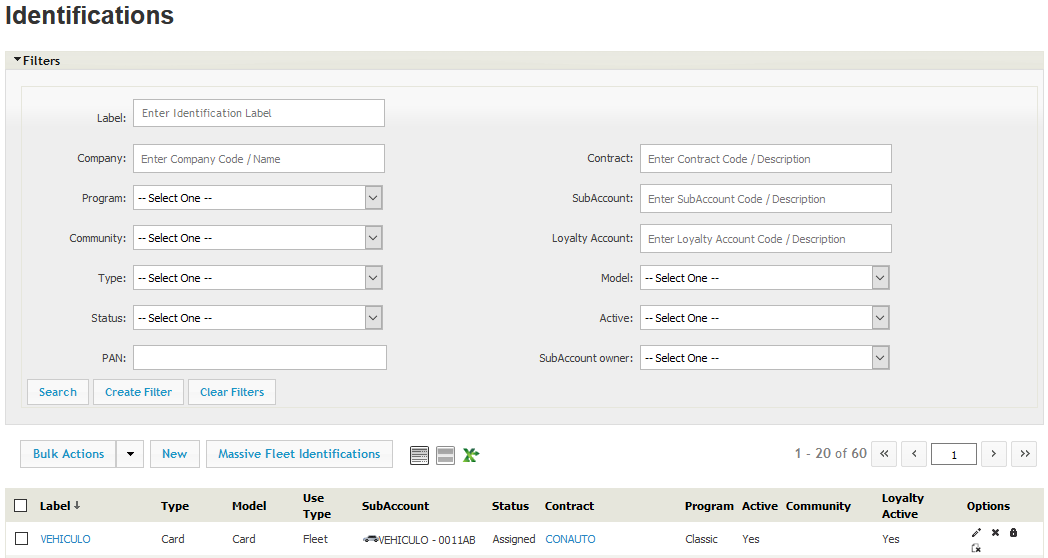 Identifications
Filters
Label: Enter Identification Label
Company: Enter Company Code / Name Contract: Enter Contract Code / Description
Program: -- Select One -- SubAccount: Enter SubAccount Code / Description
Community: -- Select One -- Loyalty Account: Enter Loyalty Account Code / Description
Type: -- Select One -- Model: -- Select One --
Status: -- Select One -- Active: -- Select One --
PAN: SubAccount owner: -- Select One --
Search Create Filter Clear Filters
Bulk Actions New Massive Fleet Identifications 1 - 20 of 60 « ‹ 1 › »
Label Type Model Use Type SubAccount Status Contract Program Active Community Loyalty Active Options
VEHICULO Card Card Fleet VEHICULO - 0011AB Assigned CONAUTO Classic Yes Yes